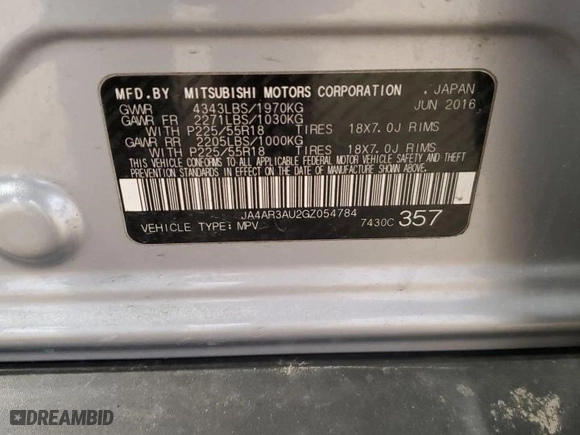 MFD.BY MITSUBISHI MOTORS CORPORATION , JAPAN
GVWR 4343LBS/1970KG JUN 2016
GAWR FR 2271LBS/1030KG
WITH P225/55R18 TIRES 18X7.0J RIMS
GAWR RR 2205LBS/1000KG
WITH P225/55R18 TIRES 18X7.0J RIMS
THIS VEHICLE CONFORMS TO ALL APPLICABLE FEDERAL MOTOR VEHICLE SAFETY AND THEFT
PREVENTION STANDARDS IN EFFECT ON THE DATE OF MANUFACTURE SHOWN ABOVE.
JA4AR3AU2GZ054784
VEHICLE TYPE: MPV 7430C 357
DREAMBID